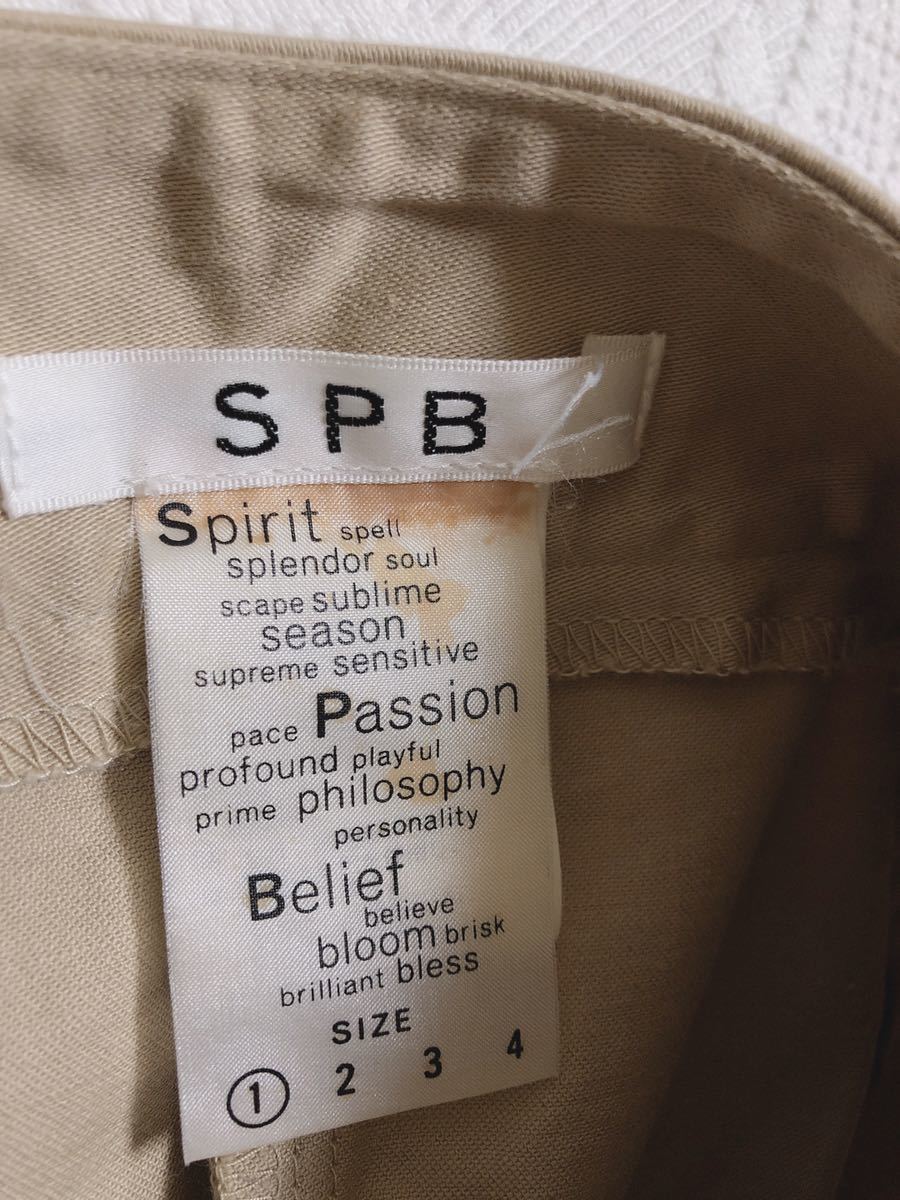 SPB
Spirit spell
splendor soul
scape sublime
season
supreme sensitive
pace Passion
profound playful
prime philosophy
personality
Belief
believe
bloom brisk
brilliant bless
SIZE
1 2 3 4